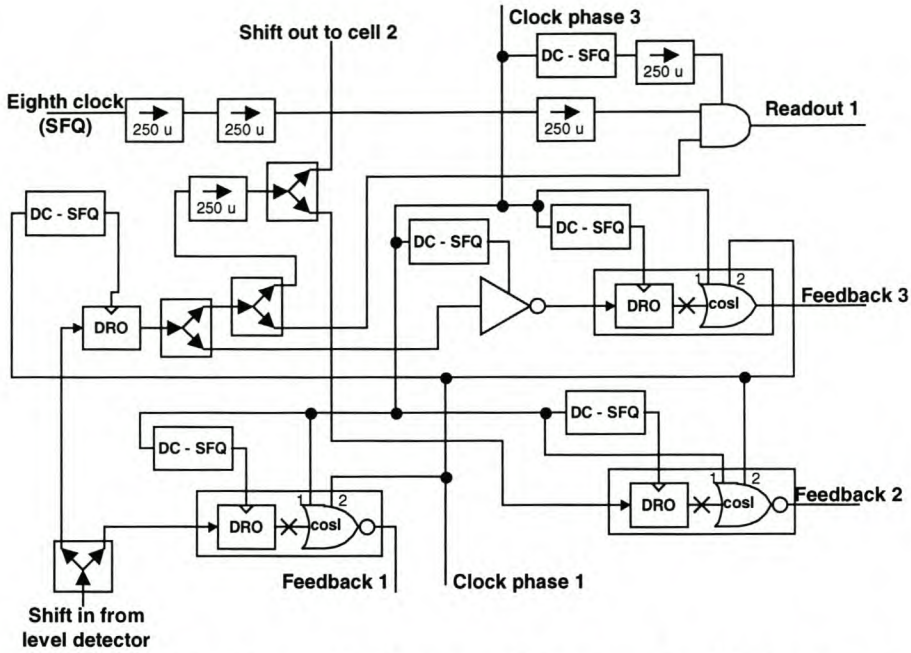 Clock phase 3
Shift out to cell 2
DC - SFQ
250 u
Eighth clock
(SFQ)
250 u
250 u
250 u
Readout 1
250 u
DC - SFQ
DC - SFQ
DC - SFQ
1
2
DRO
DRO
cosl
Feedback 3
DC - SFQ
DC - SFQ
1
2
1
2
DRO
cosl
DRO
cosl
Feedback 2
Feedback 1
Clock phase 1
Shift in from
level detector